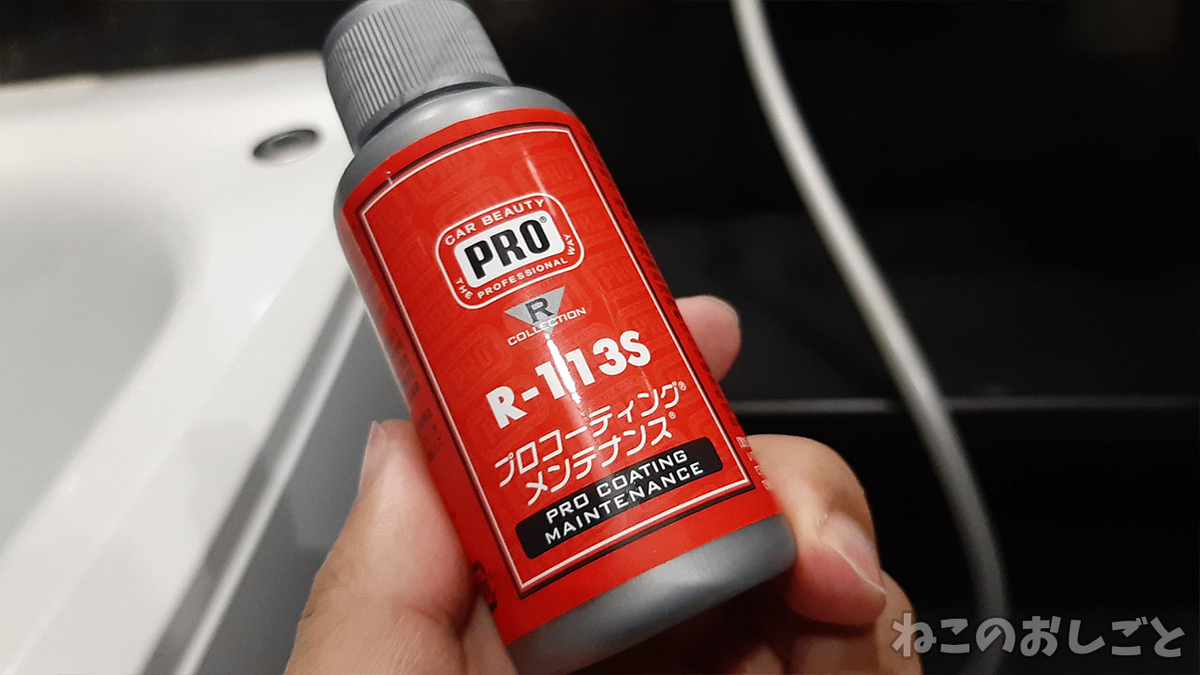 CAR BEAUTY
PRO®
THE PROFESSIONAL WAY
R
COLLECTION
R-113S
プロコーティング®
メンテナンス®
PRO COATING
MAINTENANCE
ねこのおしごと